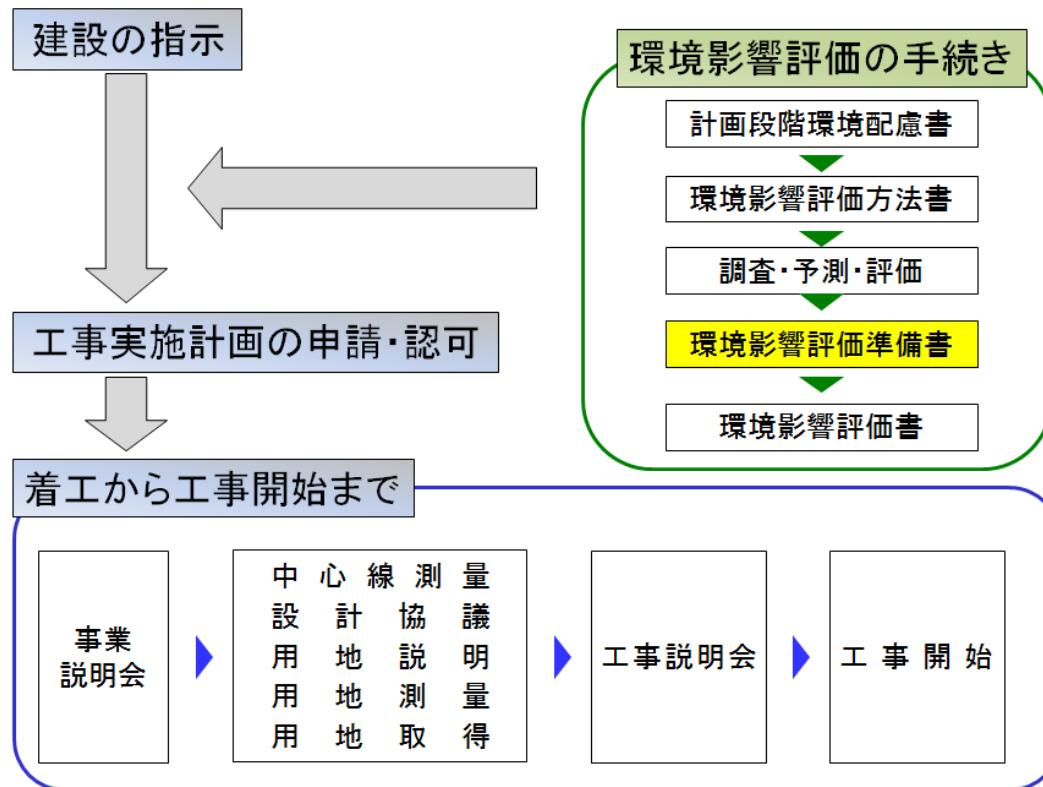 建設の指示
環境影響評価の手続き
計画段階環境配慮書
環境影響評価方法書
調査・予測・評価
環境影響評価準備書
環境影響評価書
工事実施計画の申請・認可
着工から工事開始まで
事業
説明会
中心線測量
設計協議
用地説明
用地測量
用地取得
工事説明会
工事開始